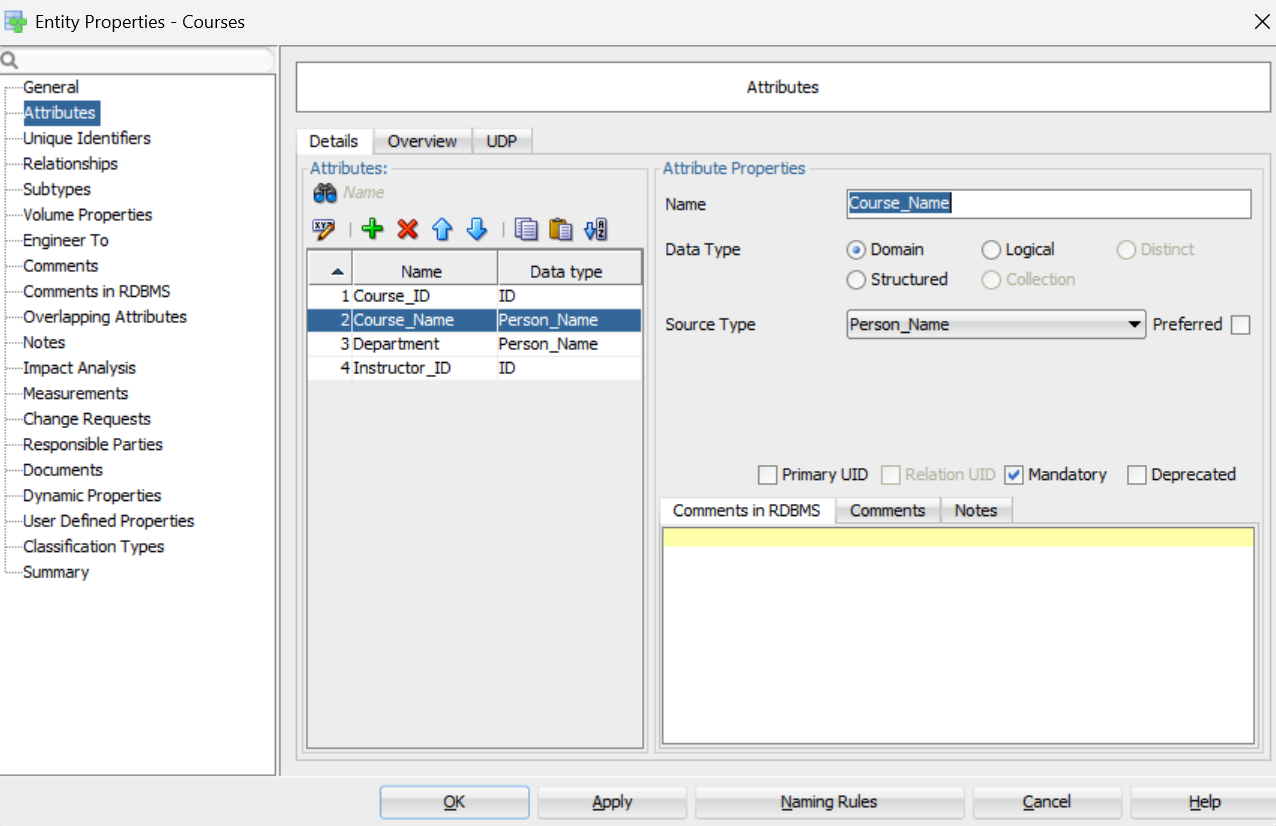 Entity Properties - Courses
General
Attributes
Unique Identifiers
Relationships
Subtypes
Volume Properties
Engineer To
Comments
Comments in RDBMS
Overlapping Attributes
Notes
Impact Analysis
Measurements
Change Requests
Responsible Parties
Documents
Dynamic Properties
User Defined Properties
Classification Types
Summary
Attributes
Details Overview UDP
Attributes:
Name
Name Data type
1 Course_ID ID
2 Course_Name Person_Name
3 Department Person_Name
4 Instructor_ID ID
Attribute Properties
Name Course_Name
Data Type Domain Logical Distinct
Structured Collection
Source Type Person_Name Preferred
Primary UID Relation UID Mandatory Deprecated
Comments in RDBMS Comments Notes
OK Apply Naming Rules Cancel Help